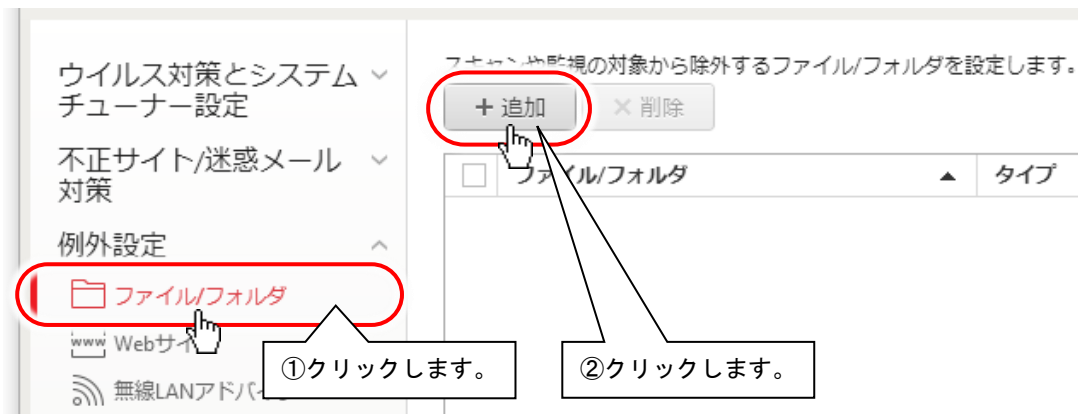 ウイルス対策とシステム
チューナー設定
不正サイト/迷惑メール
対策
例外設定
ファイル/フォルダ
www Webサイ
無線LANアドバイ
スキャンや監視の対象から除外するファイル/フォルダを設定します。
+ 追加
× 削除
ファイル/フォルダ
タイプ
①クリックします。
②クリックします。